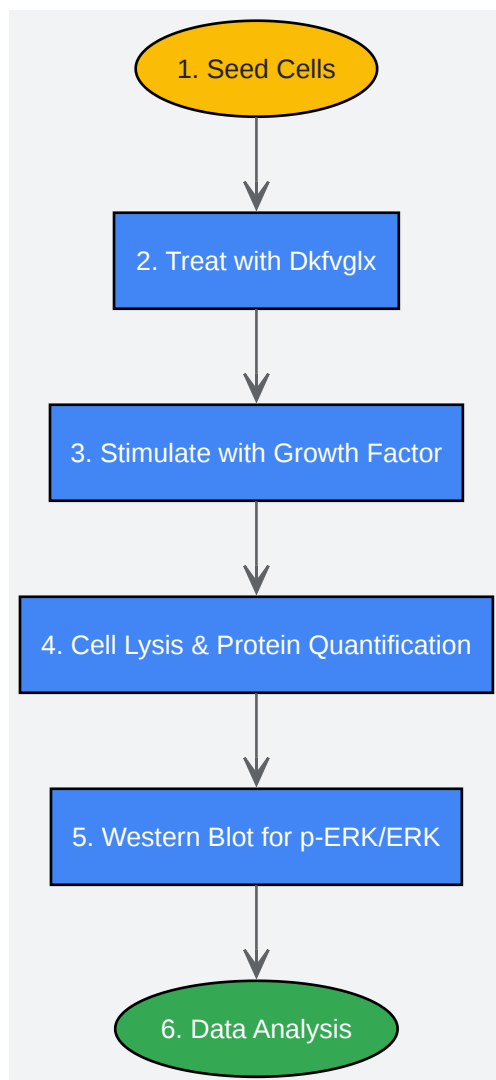 1. Seed Cells
2. Treat with Dkfvglx
3. Stimulate with Growth Factor
4. Cell Lysis & Protein Quantification
5. Western Blot for p-ERK/ERK
6. Data Analysis